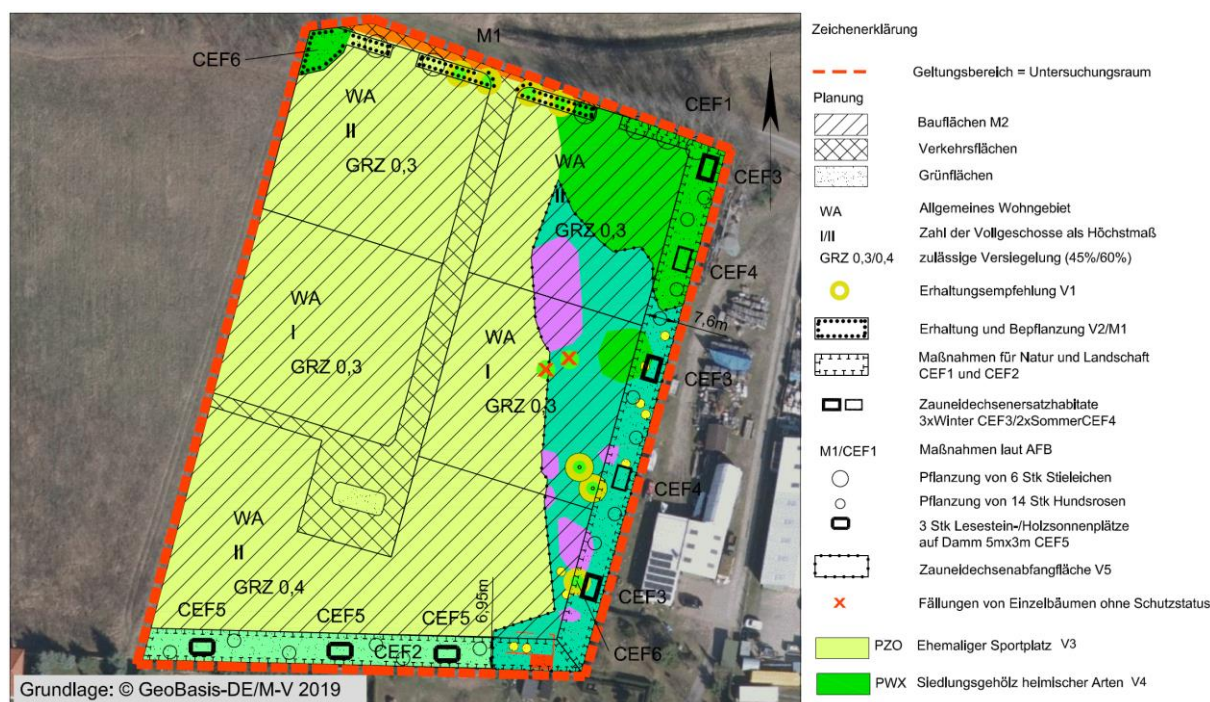 M1
CEF6
WA
II
GRZ 0,3
CEF1
WA
II
GRZ 0,3
CEF3
CEF4
7,6m
WA
I
GRZ 0,3
WA
I
GRZ 0,3
CEF3
CEF4
WA
II
GRZ 0,4
6,95m
CEF3
CEF5
CEF5
CEF5
CEF2
CEF6
Grundlage: © GeoBasis-DE/M-V 2019
Zeichenerklärung
Geltungsbereich = Untersuchungsraum
Planung
Bauflächen M2
Verkehrsflächen
Grünflächen
WA Allgemeines Wohngebiet
I/II Zahl der Vollgeschosse als Höchstmaß
GRZ 0,3/0,4 zulässige Versiegelung (45%/60%)
Erhaltungsempfehlung V1
Erhaltung und Bepflanzung V2/M1
Maßnahmen für Natur und Landschaft
CEF1 und CEF2
Zauneidechsenersatzhabitate
3xWinter CEF3/2xSommerCEF4
M1/CEF1 Maßnahmen laut AFB
Pflanzung von 6 Stk Stieleichen
Pflanzung von 14 Stk Hundsrosen
3 Stk Lesestein-/Holzsonnenplätze
auf Damm 5mx3m CEF5
Zauneidechsenabfangfläche V5
Fällungen von Einzelbäumen ohne Schutzstatus
PZO Ehemaliger Sportplatz V3
PWX Siedlungsgehölz heimischer Arten V4